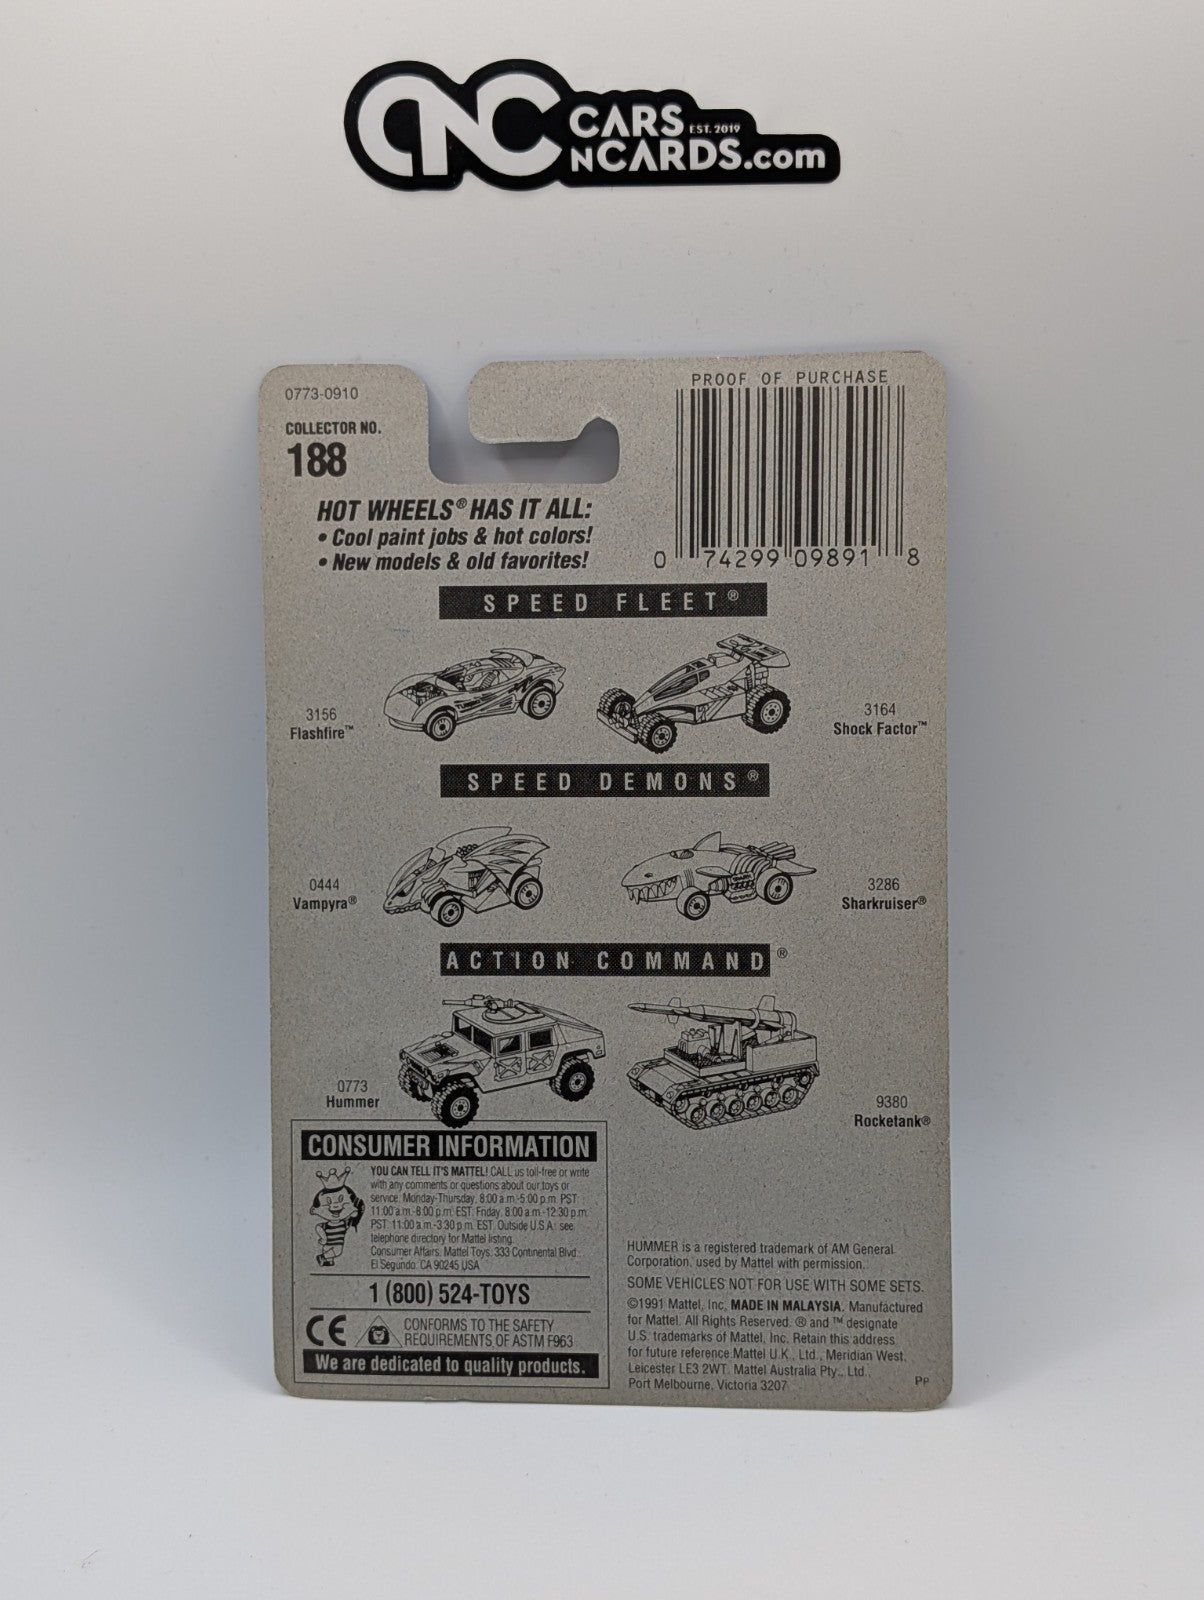 CARS EST. 2019
NCARDS.com
0773-0910
COLLECTOR NO.
188
PROOF OF PURCHASE
0 74299 09891 8
HOT WHEELS® HAS IT ALL:
• Cool paint jobs & hot colors!
• New models & old favorites!
SPEED FLEET®
3156
Flashfire™
3164
Shock Factor™
SPEED DEMONS®
0444
Vampyra®
3286
Sharkruiser®
ACTION COMMAND®
0773
Hummer
9380
Rocketank®
CONSUMER INFORMATION
YOU CAN TELL IT'S MATTEL! CALL us toll-free or write
with any comments or questions about our toys or
service. Monday-Thursday, 8:00 a.m.-5:00 p.m. PST.
11:00 a.m.-8:00 p.m. EST. Friday, 8:00 a.m.-12:30 p.m.
PST. 11:00 a.m.-3:30 p.m. EST. Outside U.S.A. see
telephone directory for Mattel listing.
Consumer Affairs, Mattel Toys, 333 Continental Blvd.,
El Segundo, CA 90245 USA
1 (800) 524-TOYS
CE
CONFORMS TO THE SAFETY
REQUIREMENTS OF ASTM F963
We are dedicated to quality products.
HUMMER is a registered trademark of AM General
Corporation, used by Mattel with permission.
SOME VEHICLES NOT FOR USE WITH SOME SETS.
©1991 Mattel, Inc. MADE IN MALAYSIA. Manufactured
for Mattel. All Rights Reserved. ® and ™ designate
U.S. trademarks of Mattel, Inc. Retain this address
for future reference Mattel U.K., Ltd., Meridian West,
Leicester LE3 2WT. Mattel Australia Pty., Ltd.,
Port Melbourne, Victoria 3207
PP